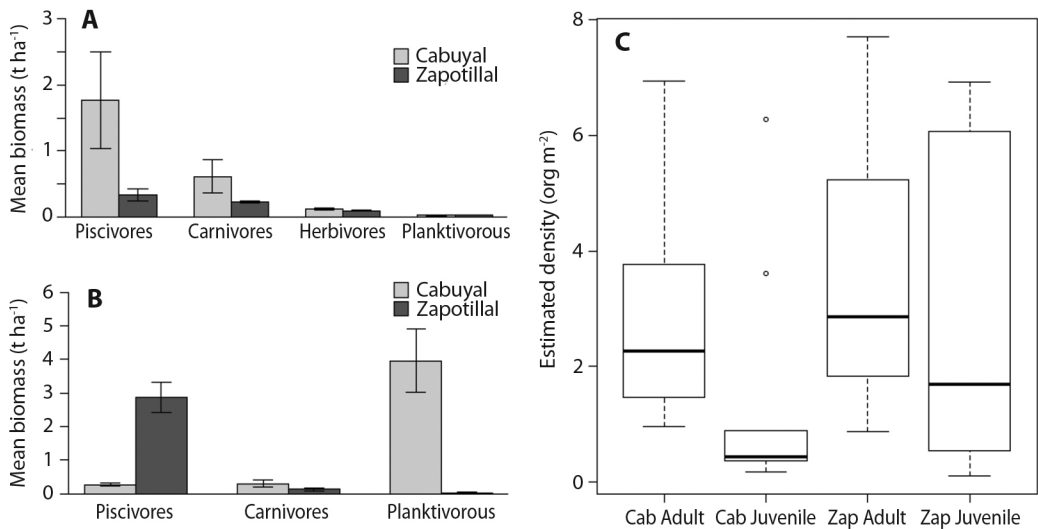 A
Mean biomass (t ha⁻¹)
3
2
1
0
Cabuyal
Zapotillal
Piscivores Carnivores Herbivores Planktivorous
B
Mean biomass (t ha⁻¹)
6
5
4
3
2
1
0
Cabuyal
Zapotillal
Piscivores Carnivores Planktivorous
C
Estimated density (org m⁻²)
8
6
4
2
0
Cab Adult Cab Juvenile Zap Adult Zap Juvenile